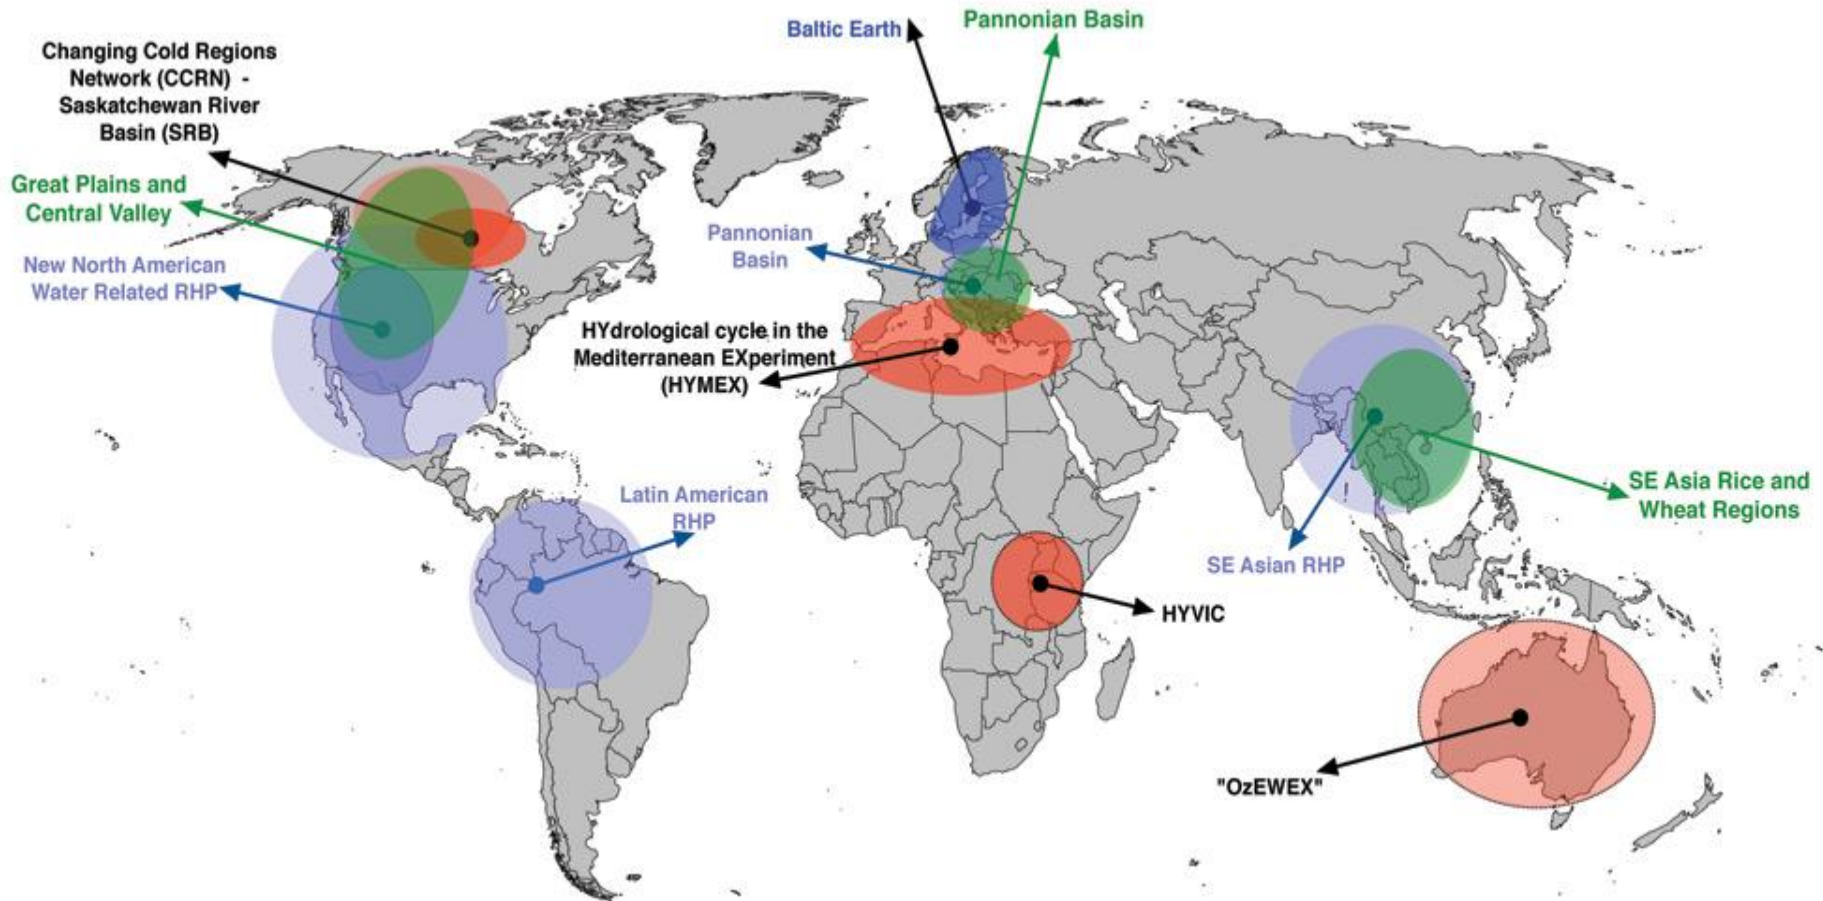 Baltic Earth
Pannonian Basin
Changing Cold Regions
Network (CCRN) -
Saskatchewan River
Basin (SRB)
Great Plains and
Central Valley
New North American
Water Related RHP
Pannonian
Basin
HYdrological cycle in the
Mediterranean EXperiment
(HYMEX)
Latin American
RHP
SE Asia Rice and
Wheat Regions
SE Asian RHP
HYVIC
"OzEWEX"